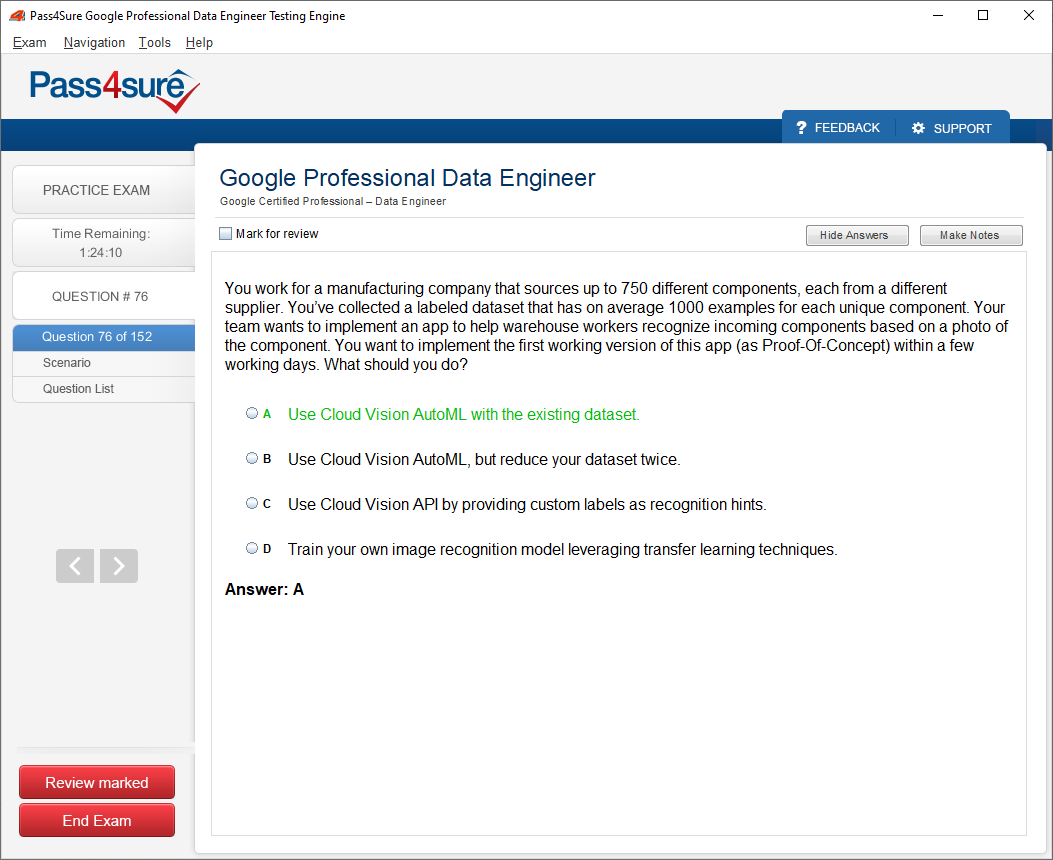 Pass4Sure Google Professional Data Engineer Testing Engine
Exam Navigation Tools Help
Pass4sure
? FEEDBACK
SUPPORT
PRACTICE EXAM
Time Remaining:
1:24:10
QUESTION # 76
Question 76 of 152
Scenario
Question List
Google Professional Data Engineer
Google Certified Professional – Data Engineer
Mark for review
Hide Answers
Make Notes
You work for a manufacturing company that sources up to 750 different components, each from a different
supplier. You’ve collected a labeled dataset that has on average 1000 examples for each unique component. Your
team wants to implement an app to help warehouse workers recognize incoming components based on a photo of
the component. You want to implement the first working version of this app (as Proof-Of-Concept) within a few
working days. What should you do?
A Use Cloud Vision AutoML with the existing dataset.
B Use Cloud Vision AutoML, but reduce your dataset twice.
C Use Cloud Vision API by providing custom labels as recognition hints.
D Train your own image recognition model leveraging transfer learning techniques.
Answer: A
Review marked
End Exam